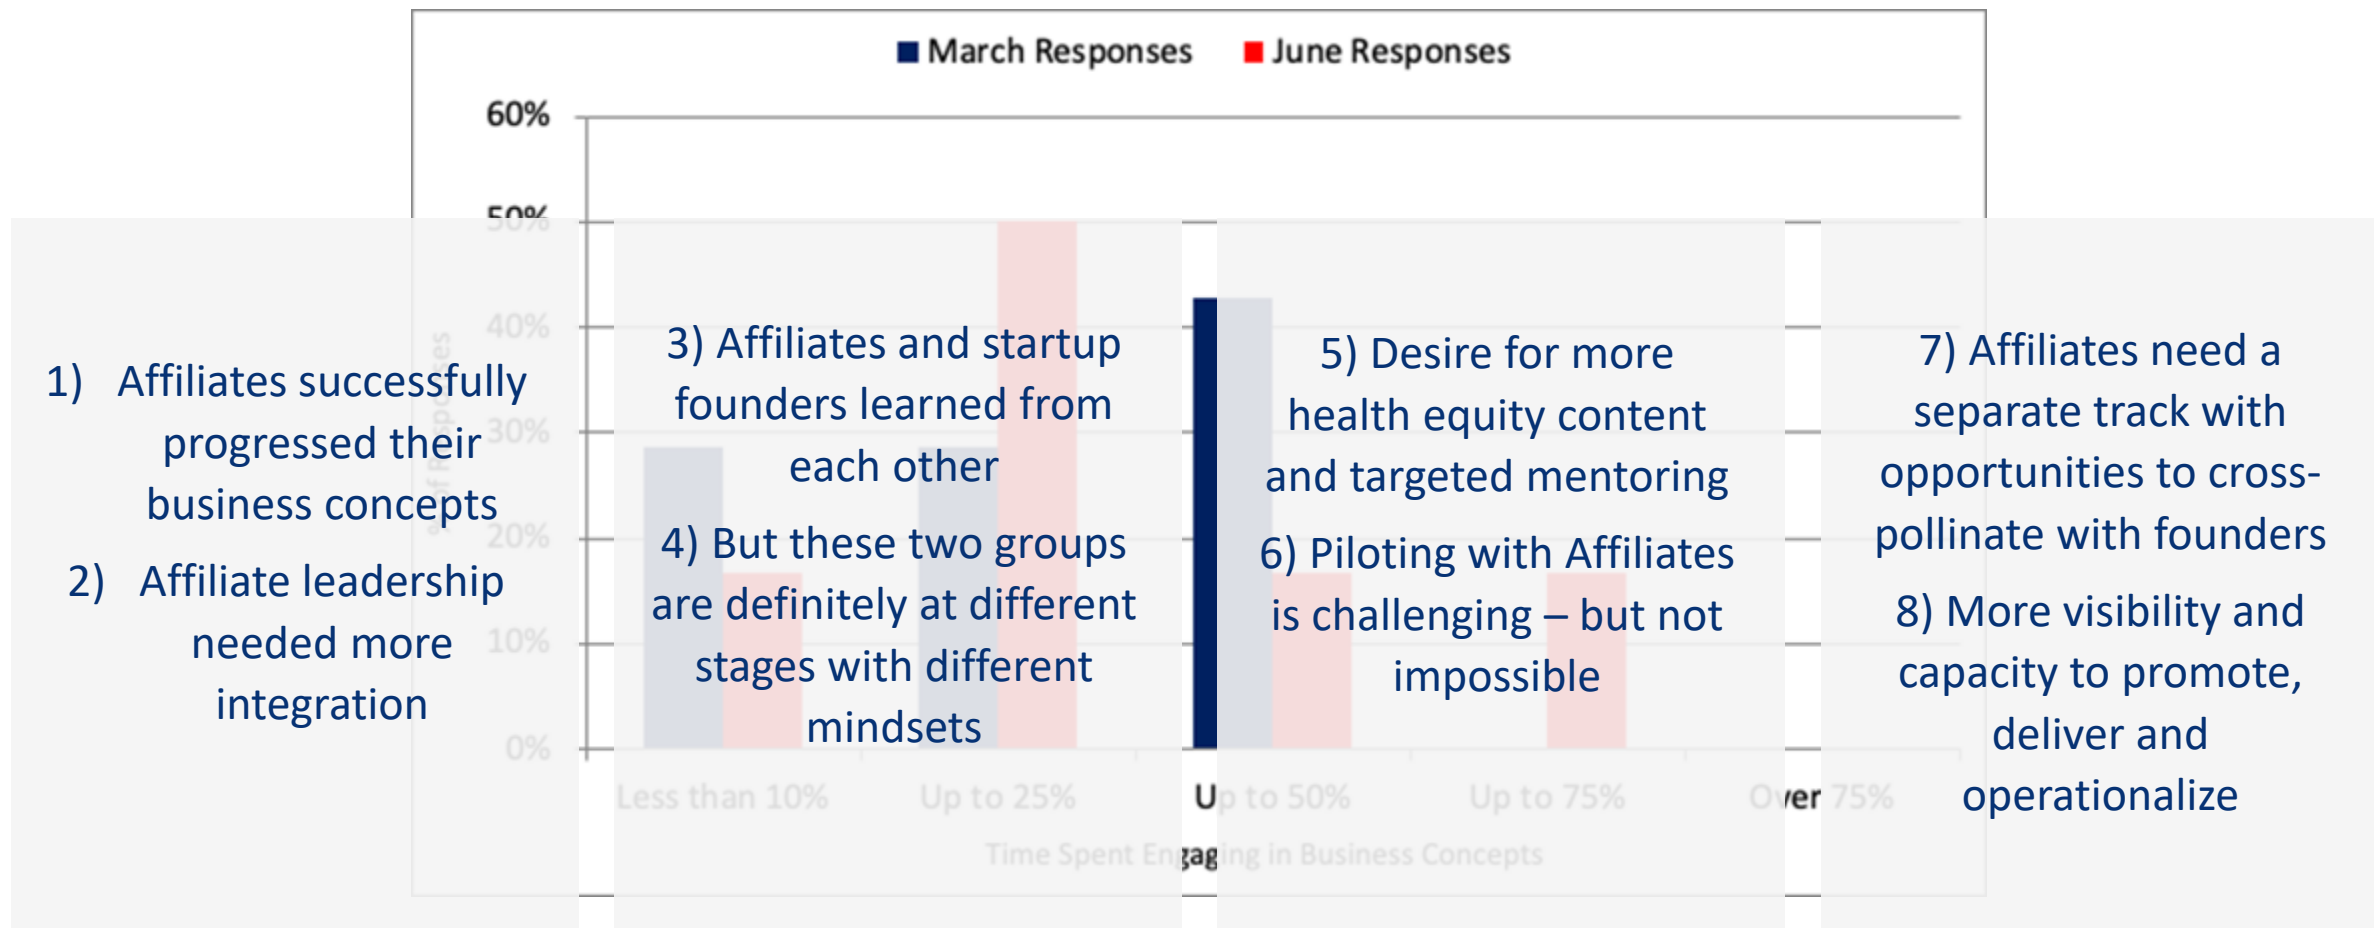 March Responses
June Responses
60%
50%
40%
30%
20%
10%
0%
% of Responses
Less than 10%
Up to 25%
Up to 50%
Up to 75%
Over 75%
Time Spent Engaging in Business Concepts
1) Affiliates successfully
progressed their
business concepts
2) Affiliate leadership
needed more
integration
3) Affiliates and startup
founders learned from
each other
4) But these two groups
are definitely at different
stages with different
mindsets
5) Desire for more
health equity content
and targeted mentoring
6) Piloting with Affiliates
is challenging – but not
impossible
7) Affiliates need a
separate track with
opportunities to cross-
pollinate with founders
8) More visibility and
capacity to promote,
deliver and
operationalize